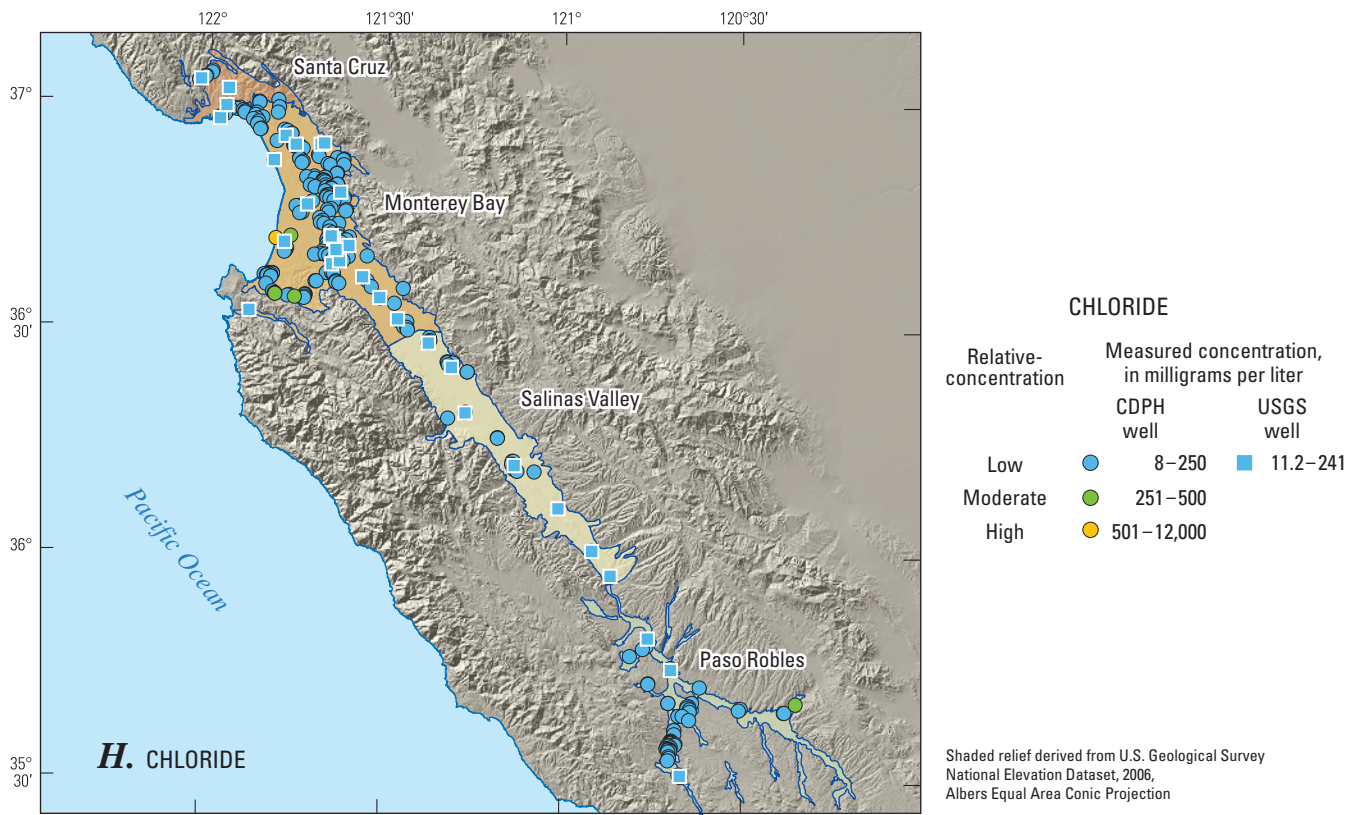 122°
121°30'
121°
120°30'
37°
36°
30'
36°
35°
30'
Santa Cruz
Monterey Bay
Salinas Valley
Paso Robles
Pacific Ocean
H. CHLORIDE
CHLORIDE
Relative-
concentration
Measured concentration,
in milligrams per liter
CDPH
well
USGS
well
Low 8–250 11.2–241
Moderate 251–500
High 501–12,000
Shaded relief derived from U.S. Geological Survey
National Elevation Dataset, 2006,
Albers Equal Area Conic Projection